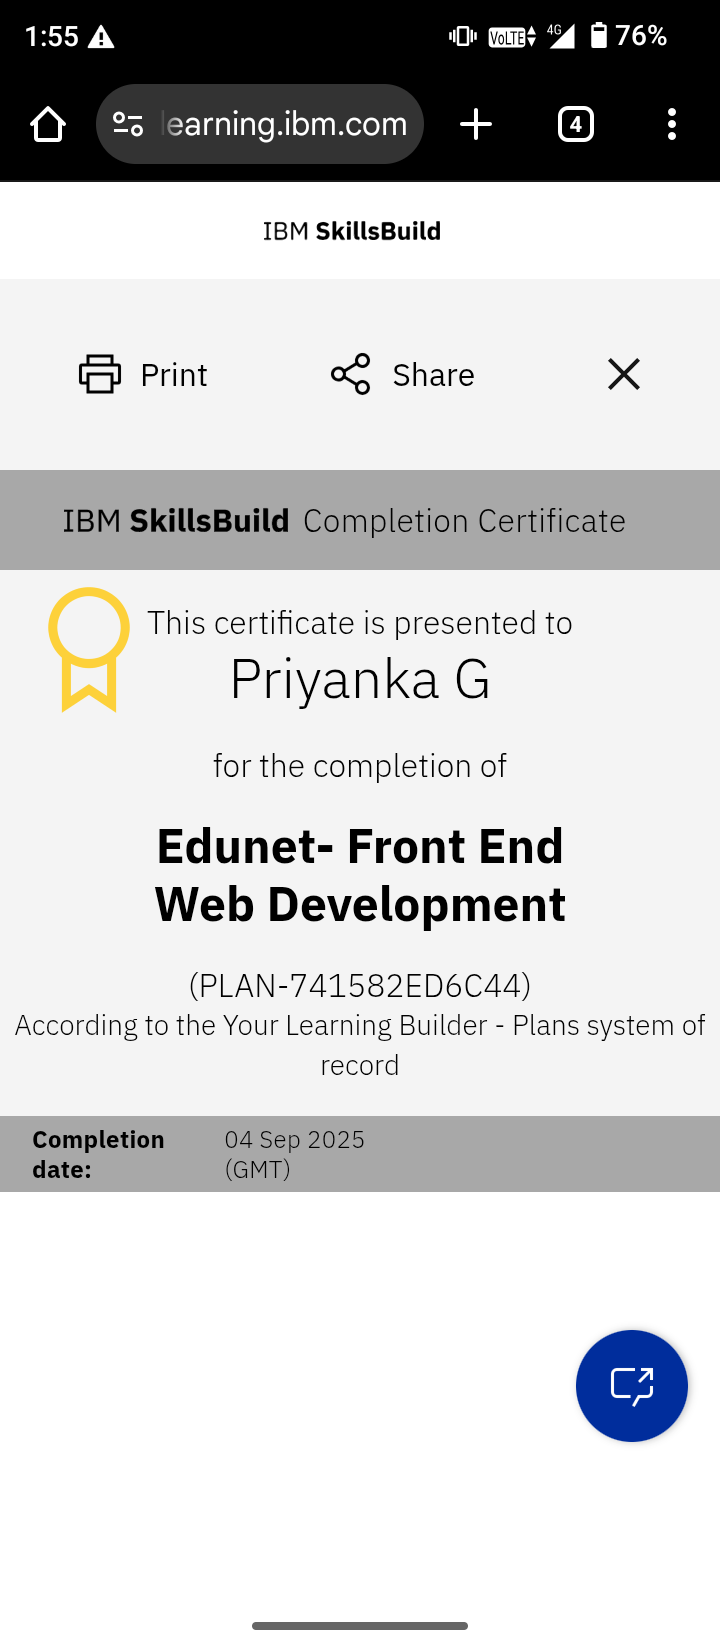 1:55 VoLTE 4G 76%
learning.ibm.com 4
IBM SkillsBuild
Print Share
IBM SkillsBuild Completion Certificate
This certificate is presented to
Priyanka G
for the completion of
Edunet- Front End
Web Development
(PLAN-741582ED6C44)
According to the Your Learning Builder - Plans system of
record
Completion 04 Sep 2025
date: (GMT)